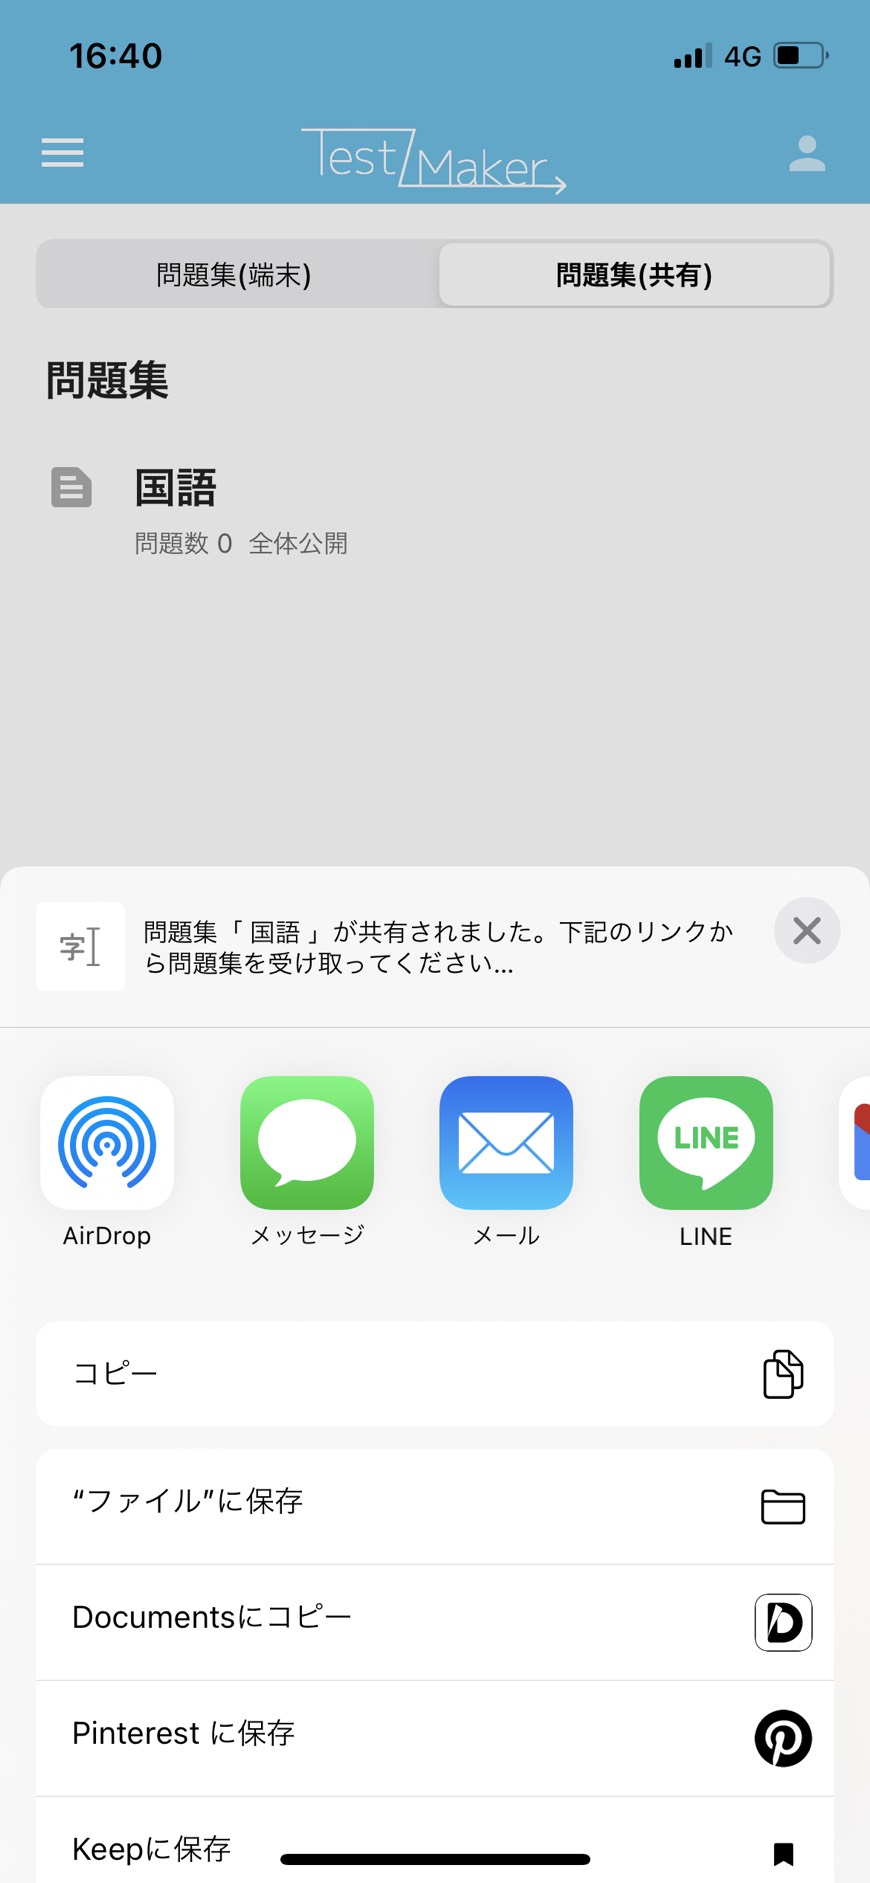 16:40
4G
Test Maker
問題集(端末)
問題集(共有)
問題集
国語
問題数 0 全体公開
字
問題集「 国語 」が共有されました。下記のリンクか
ら問題集を受け取ってください...
AirDrop
メッセージ
メール
LINE
LINE
コピー
“ファイル”に保存
Documentsにコピー
Pinterest に保存
Keepに保存